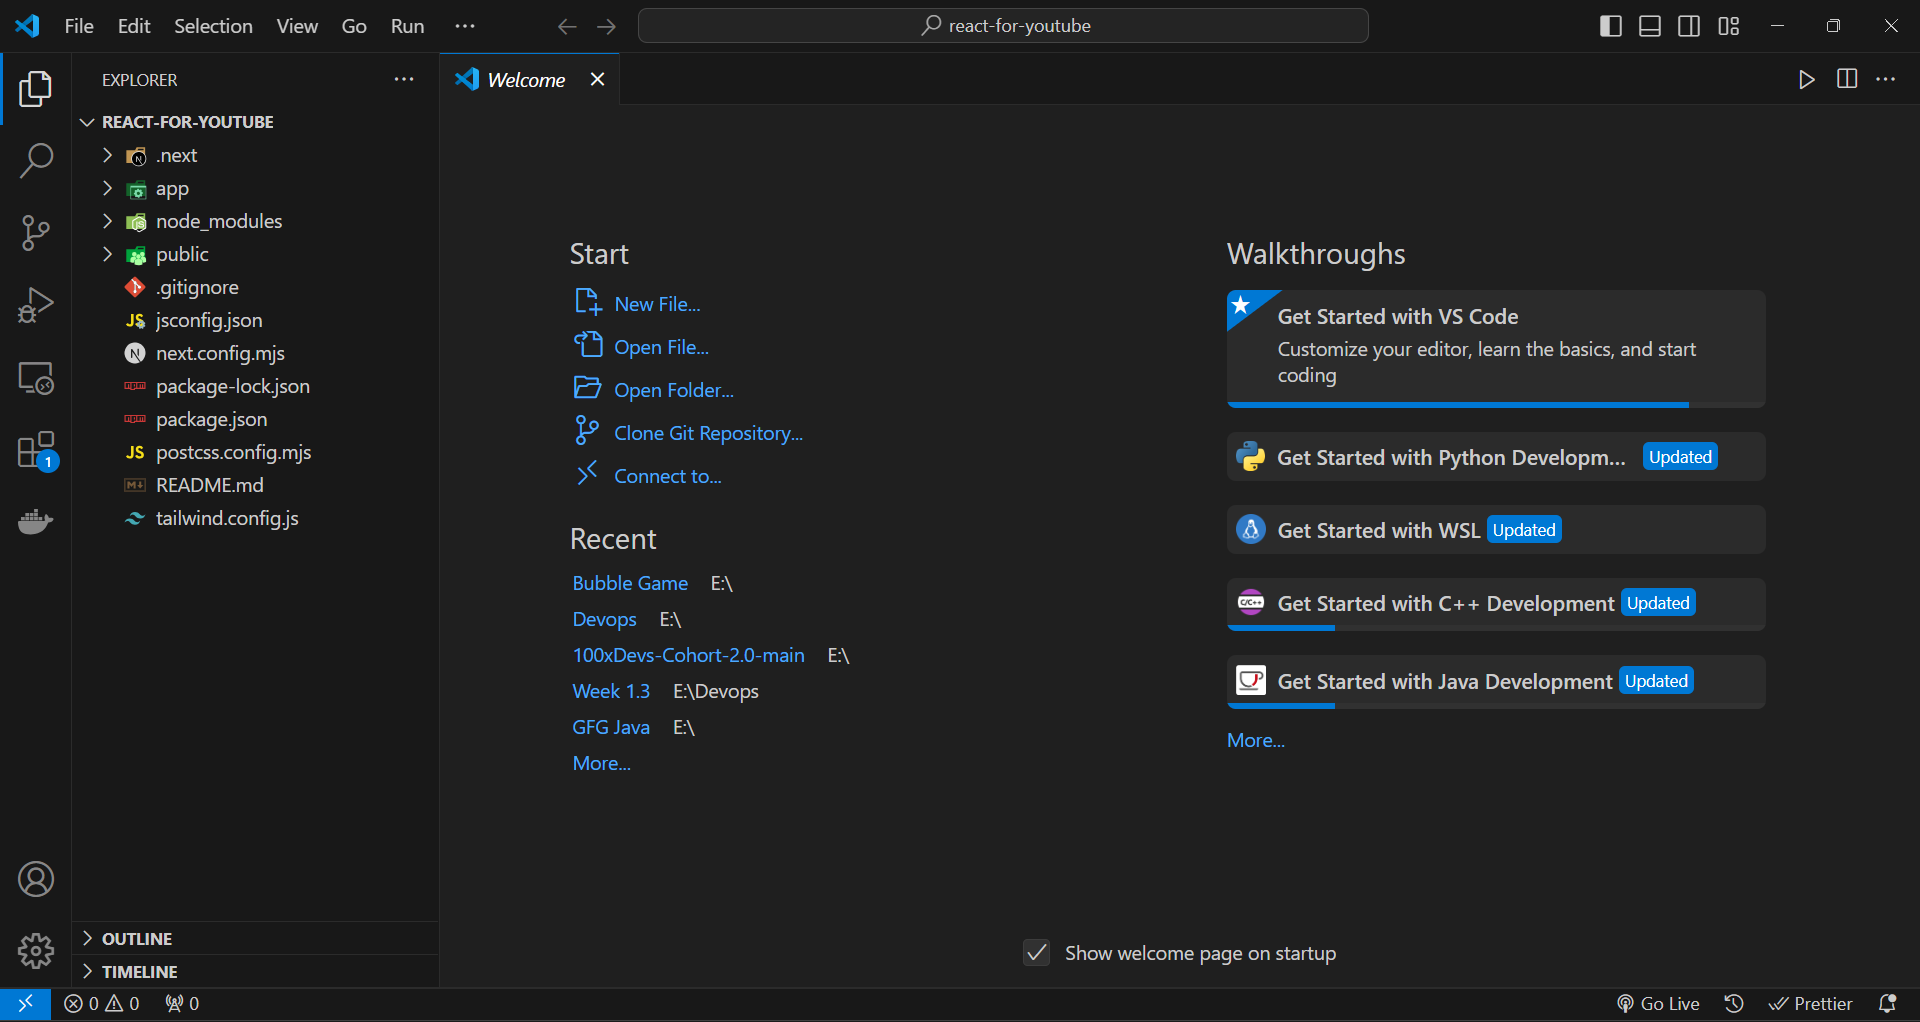 File Edit Selection View Go Run
react-for-youtube
EXPLORER
Welcome
REACT-FOR-YOUTUBE
.next
app
node_modules
public
.gitignore
jsconfig.json
next.config.mjs
package-lock.json
package.json
postcss.config.mjs
README.md
tailwind.config.js
OUTLINE
TIMELINE
1
Start
New File...
Open File...
Open Folder...
Clone Git Repository...
Connect to...
Recent
Bubble Game E:\
Devops E:\
100xDevs-Cohort-2.0-main E:\
Week 1.3 E:\Devops
GFG Java E:\
More...
Walkthroughs
Get Started with VS Code
Customize your editor, learn the basics, and start
coding
Get Started with Python Developm... Updated
Get Started with WSL Updated
Get Started with C++ Development Updated
Get Started with Java Development Updated
More...
Show welcome page on startup
0 0 0
Go Live Prettier